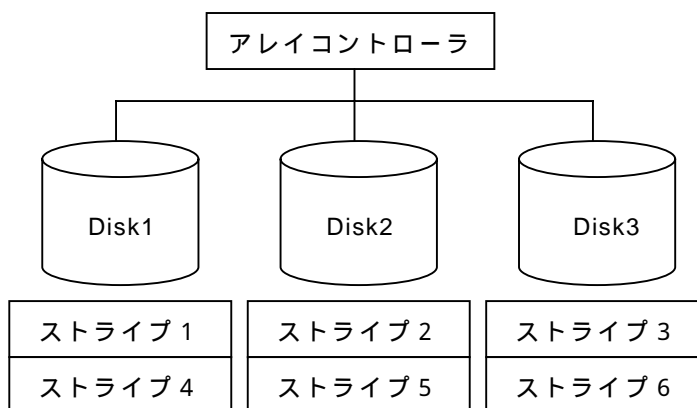 アレイコントローラ
Disk1
Disk2
Disk3
ストライプ 1
ストライプ 2
ストライプ 3
ストライプ 4
ストライプ 5
ストライプ 6